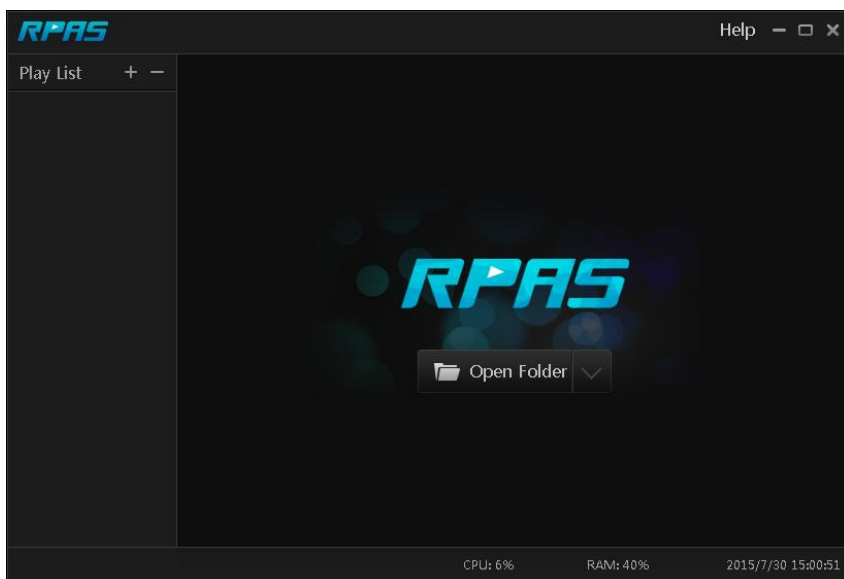 RPAS
Help
Play List
RPAS
Open Folder
CPU: 6% RAM: 40% 2015/7/30 15:00:51